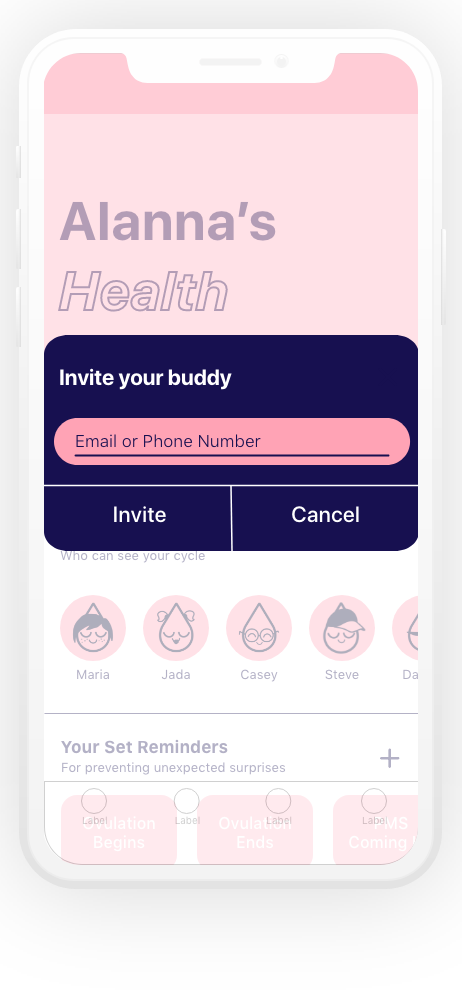 Alanna’s
Health
Invite your buddy
Email or Phone Number
Invite Cancel
Who can see your cycle
Maria Jada Casey Steve Da
Your Set Reminders
For preventing unexpected surprises
Label Label Label Label
Ovulation Ovulation PMS
Begins Ends Coming